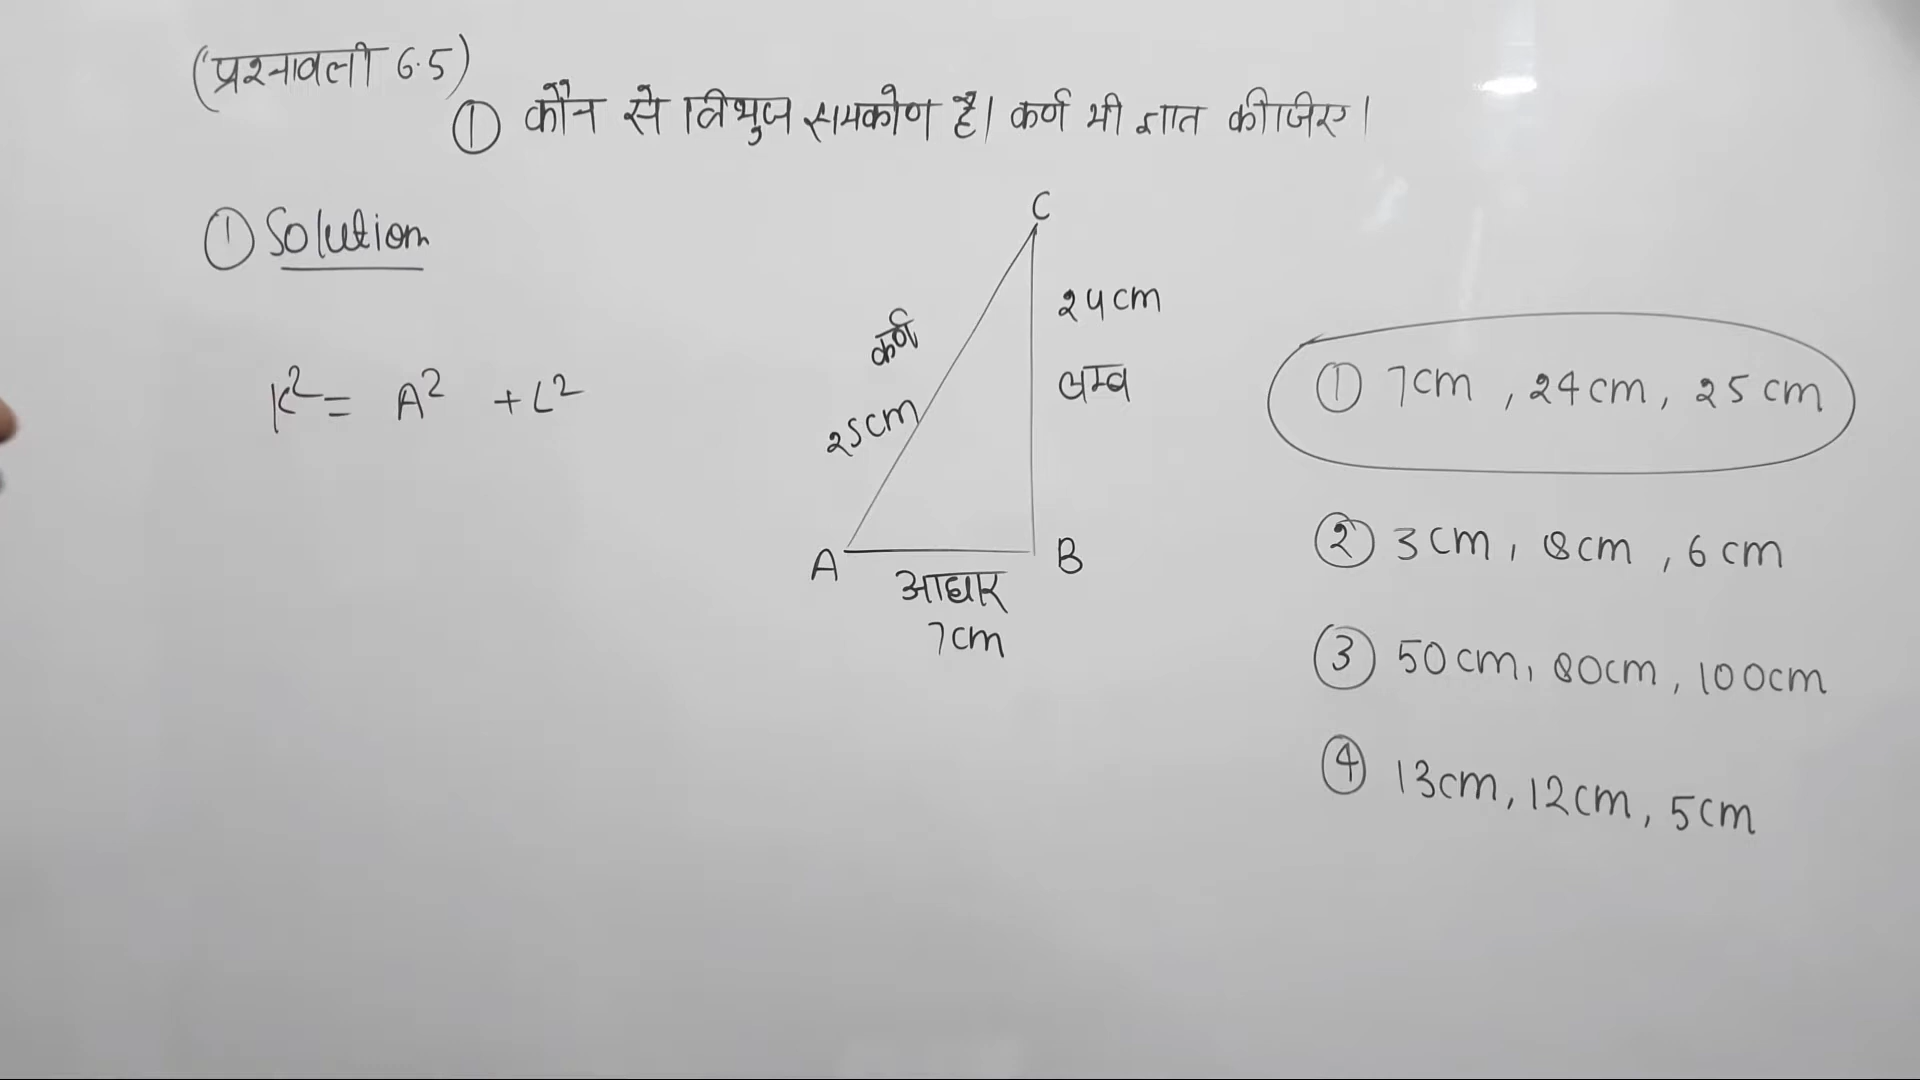 (प्रश्नावली 6.5)
① कौन से त्रिभुज समकोण है। कर्ण भी ज्ञात कीजिए।
① Solution
K² = A² + L²
C
24cm
कर्ण
लम्ब
25cm
A
B
आधार
7cm
① 7cm, 24cm, 25cm
② 3cm, 8cm, 6cm
③ 50cm, 80cm, 100cm
④ 13cm, 12cm, 5cm